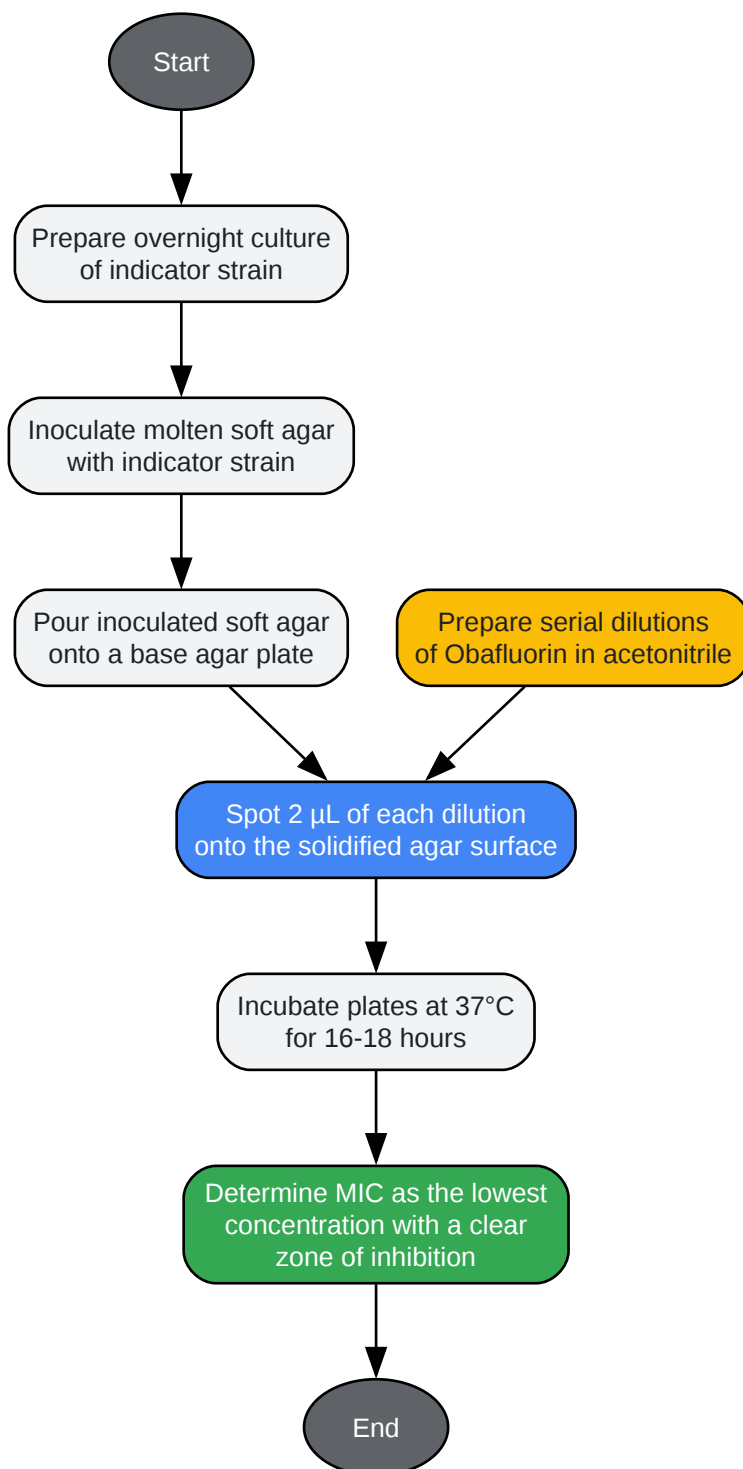 Start
Prepare overnight culture
of indicator strain
Inoculate molten soft agar
with indicator strain
Pour inoculated soft agar
onto a base agar plate
Prepare serial dilutions
of Obafluorin in acetonitrile
Spot 2 µL of each dilution
onto the solidified agar surface
Incubate plates at 37°C
for 16-18 hours
Determine MIC as the lowest
concentration with a clear
zone of inhibition
End